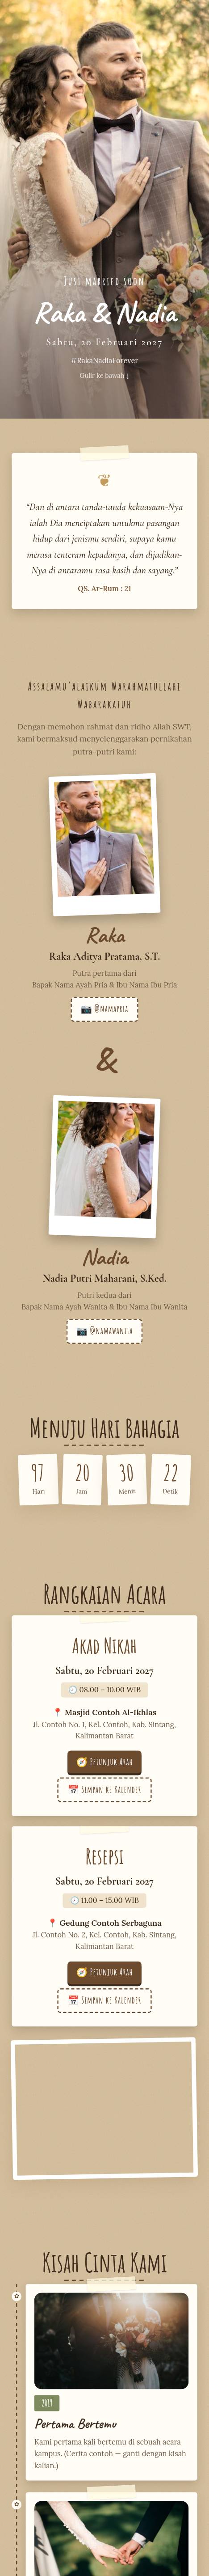 Just married soon
Raka & Nadia
Sabtu, 20 Februari 2027
#RakaNadiaForever
Gulir ke bawah ↓
❦
“Dan di antara tanda-tanda kekuasaan-Nya
ialah Dia menciptakan untukmu pasangan
hidup dari jenismu sendiri, supaya kamu
merasa tenteram kepadanya, dan dijadikan-
Nya di antaramu rasa kasih dan sayang.”
QS. Ar-Rum : 21
Assalamu'alaikum Warahmatullahi
Wabarakatuh
Dengan memohon rahmat dan ridho Allah SWT,
kami bermaksud menyelenggarakan pernikahan
putra-putri kami:
Raka
Raka Aditya Pratama, S.T.
Putra pertama dari
Bapak Nama Ayah Pria & Ibu Nama Ibu Pria
📷 @namapria
&
Nadia
Nadia Putri Maharani, S.Ked.
Putri kedua dari
Bapak Nama Ayah Wanita & Ibu Nama Ibu Wanita
📷 @namawanita
Menuju Hari Bahagia
97 20 30 22
Hari Jam Menit Detik
Rangkaian Acara
Akad Nikah
Sabtu, 20 Februari 2027
🕗 08.00 – 10.00 WIB
📍 Masjid Contoh Al-Ikhlas
Jl. Contoh No. 1, Kel. Contoh, Kab. Sintang,
Kalimantan Barat
🧭 Petunjuk Arah
📅 Simpan ke Kalender
Resepsi
Sabtu, 20 Februari 2027
🕗 11.00 – 15.00 WIB
📍 Gedung Contoh Serbaguna
Jl. Contoh No. 2, Kel. Contoh, Kab. Sintang,
Kalimantan Barat
🧭 Petunjuk Arah
📅 Simpan ke Kalender
Kisah Cinta Kami
2019
Pertama Bertemu
Kami pertama kali bertemu di sebuah acara
kampus. (Cerita contoh — ganti dengan kisah
kalian.)